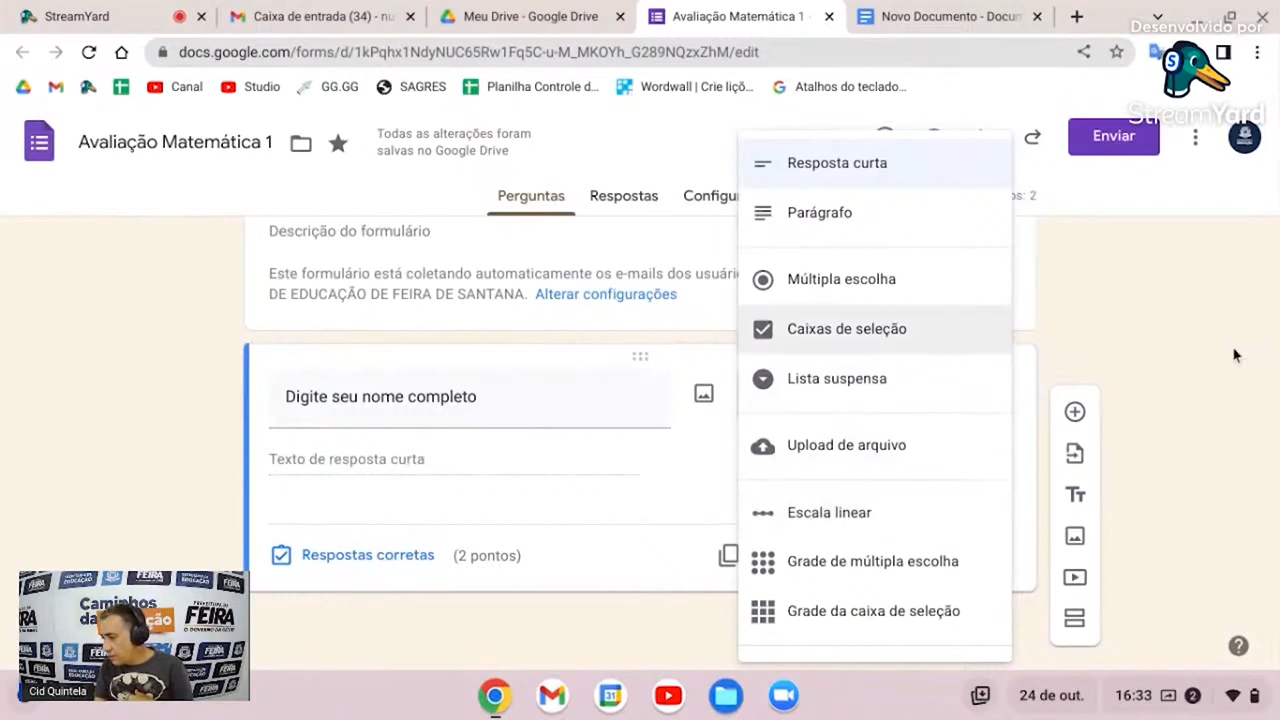 StreamYard
Caixa de entrada (34) - nu
Meu Drive - Google Drive
Avaliação Matemática 1 -
Novo Documento - Docum
Desenvolvido por
StreamYard
docs.google.com/forms/d/1kPqhx1NdyNUC65Rw1Fq5C-u-M_MKOYh_G289NQzxZhM/edit
Canal
Studio
GG.GG
SAGRES
Planilha Controle d...
Wordwall | Crie liçõ...
Atalhos do teclado...
Avaliação Matemática 1
Todas as alterações foram
salvas no Google Drive
Enviar
Perguntas
Respostas
Configu
os: 2
Descrição do formulário
Este formulário está coletando automaticamente os e-mails dos usuári
DE EDUCAÇÃO DE FEIRA DE SANTANA. Alterar configurações
Digite seu nome completo
Texto de resposta curta
Respostas corretas
(2 pontos)
Resposta curta
Parágrafo
Múltipla escolha
Caixas de seleção
Lista suspensa
Upload de arquivo
Escala linear
Grade de múltipla escolha
Grade da caixa de seleção
Caminhos
FEIRA
Cid Quintela
24 de out.
16:33
2